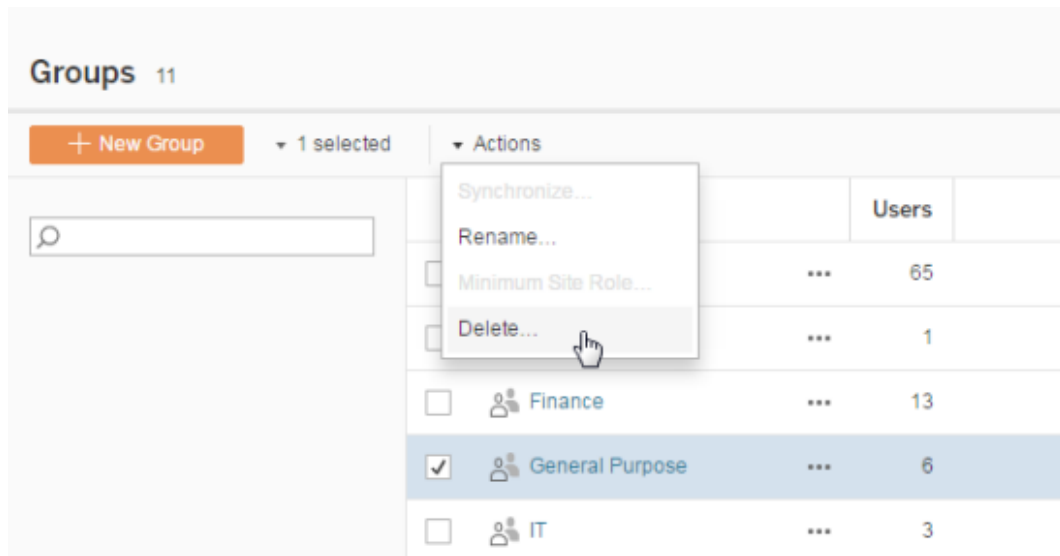 Groups 11
+ New Group
1 selected
Actions
Synchronize...
Rename...
Minimum Site Role...
Delete...
Users
65
1
Finance
13
General Purpose
6
IT
3